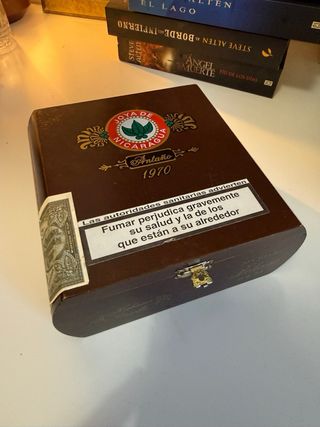 STEVE ALTEN
EL LAGO
STEVE ALTEN AL BORDE DEL INFIERNO
STEVE ALTEN
EL ÁNGEL DE LA MUERTE
JOYA DE
NICARAGUA
Antaño
1970
Las autoridades sanitarias advierten
Fumar perjudica gravemente
su salud y la de los
que están a su alrededor